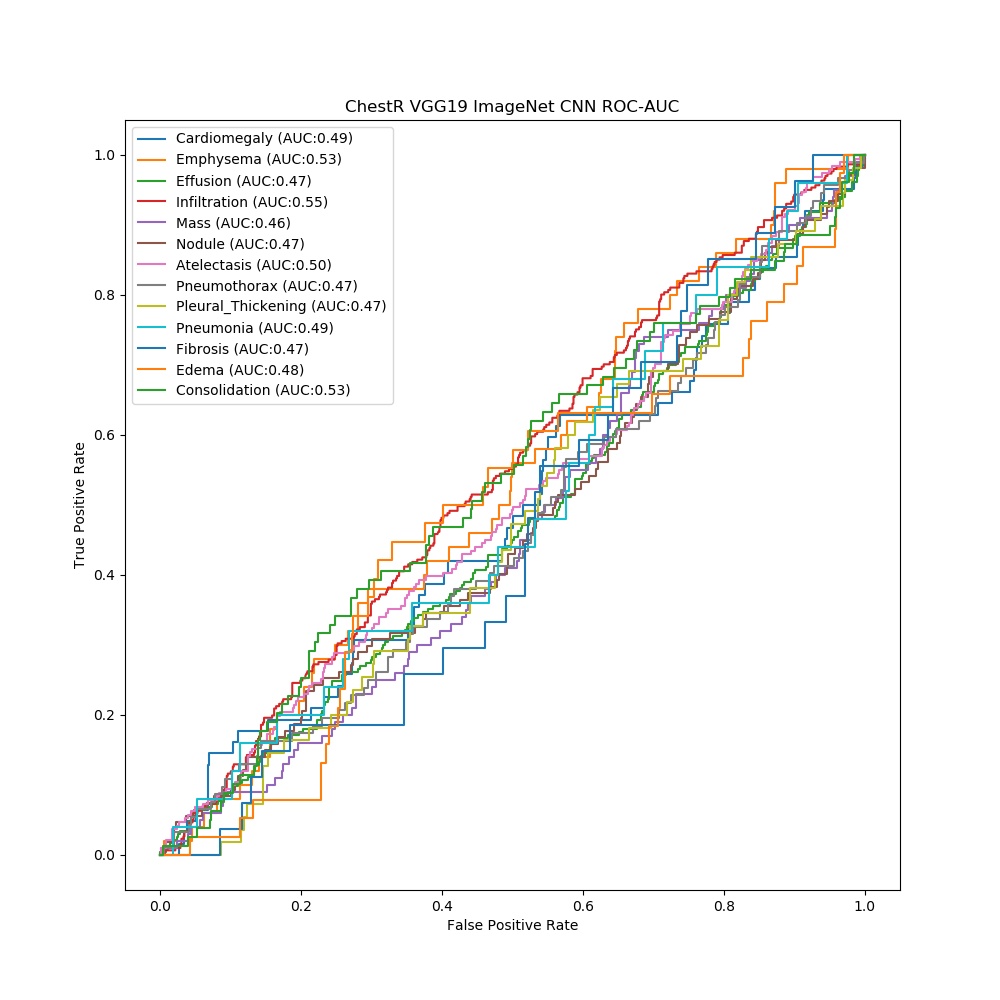 ChestR VGG19 ImageNet CNN ROC-AUC
Cardiomegaly (AUC:0.49)
Emphysema (AUC:0.53)
Effusion (AUC:0.47)
Infiltration (AUC:0.55)
Mass (AUC:0.46)
Nodule (AUC:0.47)
Atelectasis (AUC:0.50)
Pneumothorax (AUC:0.47)
Pleural_Thickening (AUC:0.47)
Pneumonia (AUC:0.49)
Fibrosis (AUC:0.47)
Edema (AUC:0.48)
Consolidation (AUC:0.53)
1.0
0.8
0.6
0.4
0.2
0.0
True Positive Rate
0.0 0.2 0.4 0.6 0.8 1.0
False Positive Rate